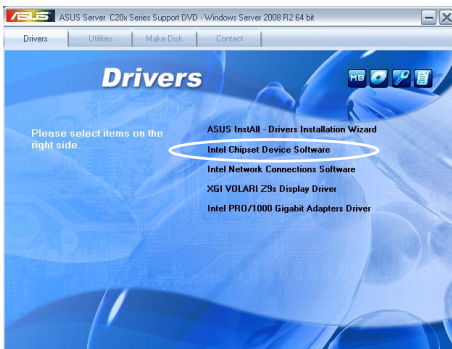 ASUS ASUS Server C20x Series Support DVD - Windows Server 2008 R2 64 bit
Drivers Utilities Make Disk Contact
Drivers
MB
Please select items on the
right side.
ASUS InstAll - Drivers Installation Wizard
Intel Chipset Device Software
Intel Network Connections Software
XGI VOLARI Z9s Display Driver
Intel PRO/1000 Gigabit Adapters Driver